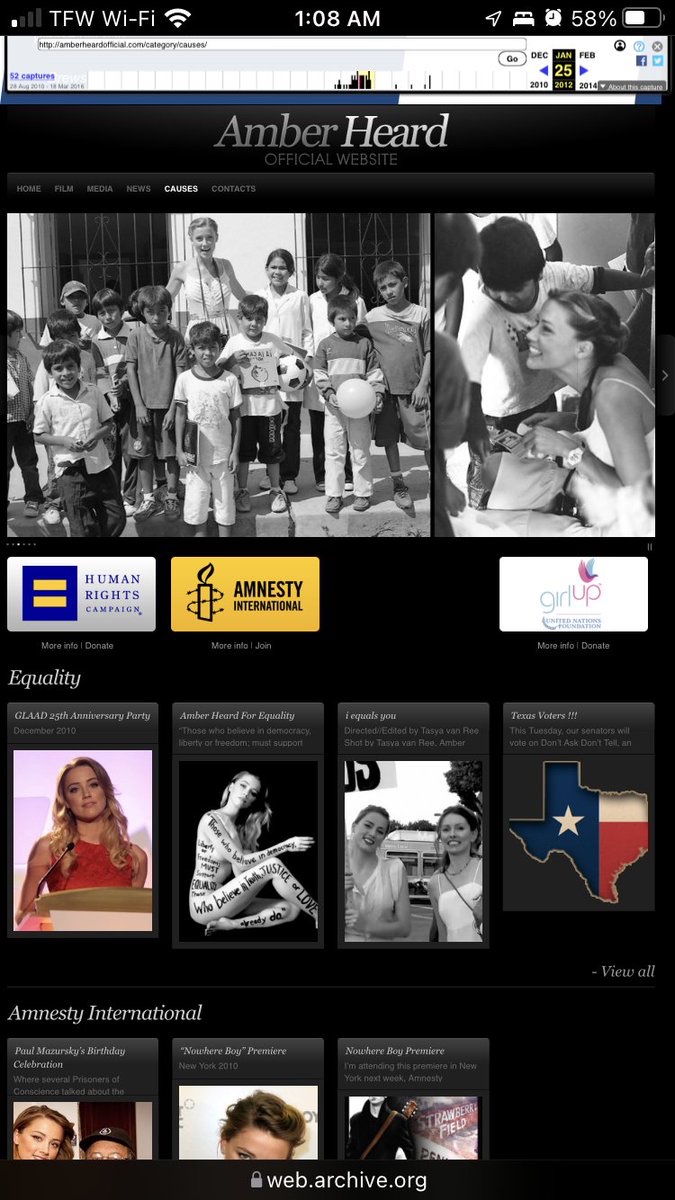 TFW Wi-Fi
1:08 AM
58%
http://amberheardofficial.com/category/causes/
Go
DEC JAN FEB
52 captures
25
28 Aug 2010 - 18 Mar 2016
2010 2012 2014
About this capture
Amber Heard
OFFICIAL WEBSITE
HOME FILM MEDIA NEWS CAUSES CONTACTS
HUMAN
RIGHTS
CAMPAIGN
AMNESTY
INTERNATIONAL
girl UP
UNITED NATIONS
FOUNDATION
More info | Donate
More info | Join
More info | Donate
Equality
GLAAD 25th Anniversary Party
December 2010
Amber Heard For Equality
"Those who believe in democracy,
liberty or freedom; must support
i equals you
Directed//Edited by Tasya van Ree
Shot by Tasya van Ree, Amber
Texas Voters !!!
This Tuesday, our senators will
vote on Don't Ask Don't Tell, an
Those who believe in democracy,
liberty or
freedom;
MUST
support
EQUALITY
Those
Who believe in truth, JUSTICE or LOVE
already do."
- View all
Amnesty International
Paul Mazursky's Birthday
Celebration
Where several Prisoners of
Conscience talked about the
"Nowhere Boy" Premiere
New York 2010
Nowhere Boy Premiere
I'm attending this premiere in New
York next week, Amnesty
STRAWBERRY
FIELD
web.archive.org